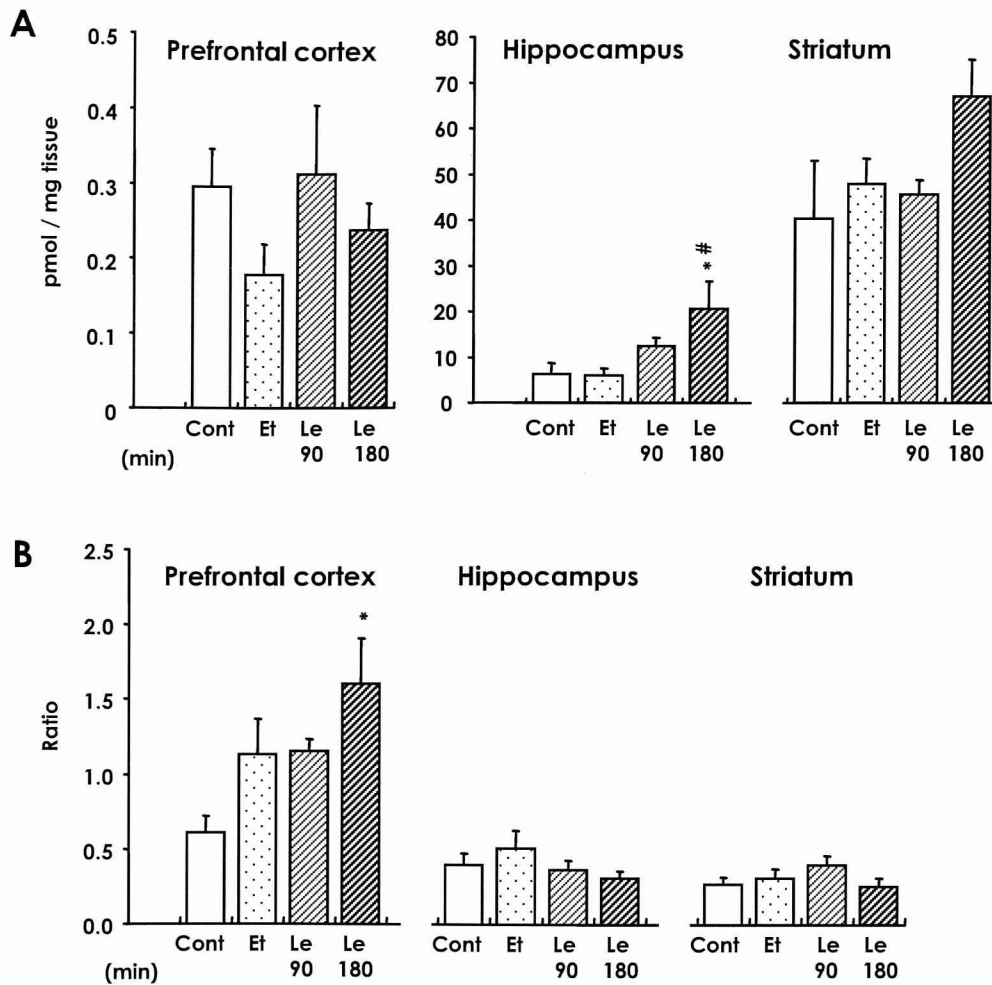 A
Prefrontal cortex
Hippocampus
Striatum
pmol / mg tissue
0.5
0.4
0.3
0.2
0.1
0
80
70
60
50
40
30
20
10
0
#
*
Cont Et Le Le
(min) 90 180
Cont Et Le Le
90 180
Cont Et Le Le
90 180
B
Prefrontal cortex
Hippocampus
Striatum
Ratio
2.5
2.0
1.5
1.0
0.5
0.0
*
Cont Et Le Le
(min) 90 180
Cont Et Le Le
90 180
Cont Et Le Le
90 180